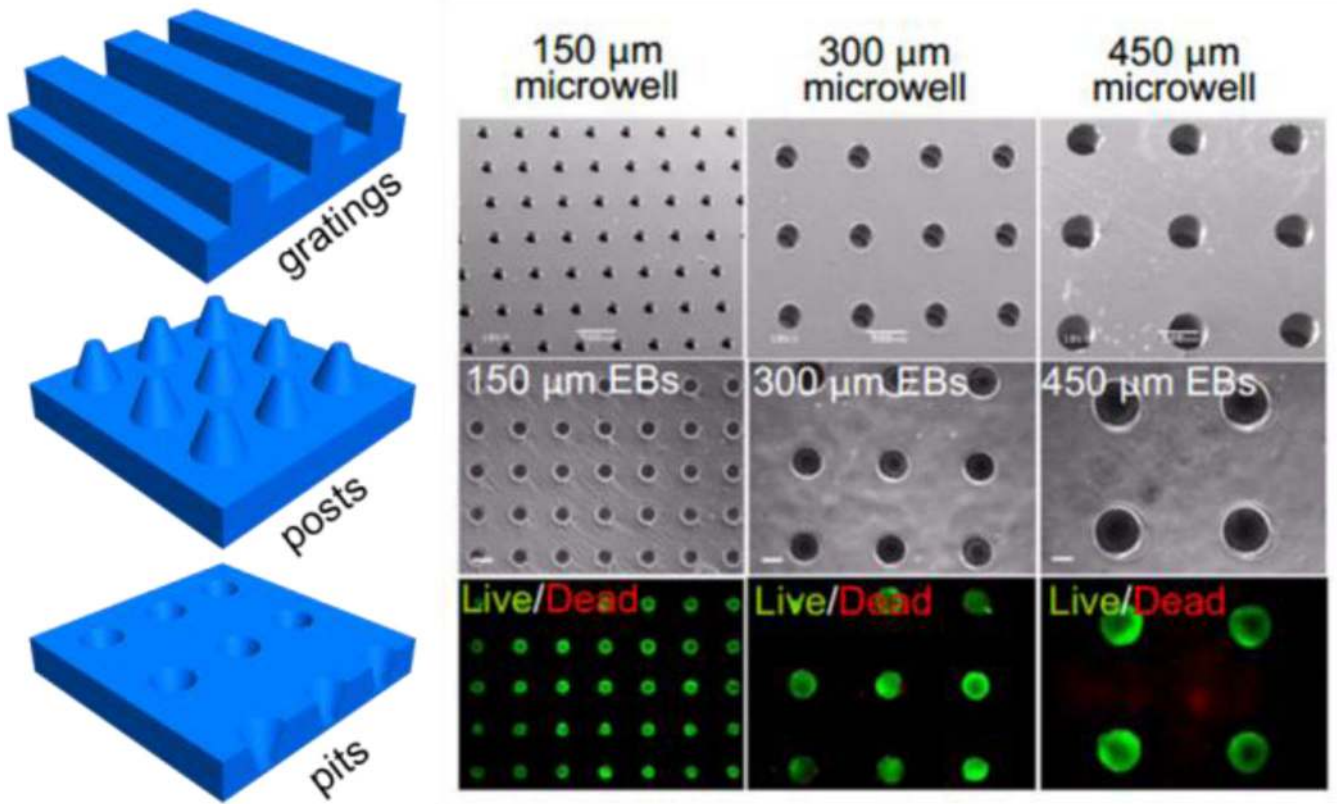 gratings
posts
pits
150 µm
microwell
300 µm
microwell
450 µm
microwell
150 µm EBs
300 µm EBs
450 µm EBs
Live/Dead
Live/Dead
Live/Dead